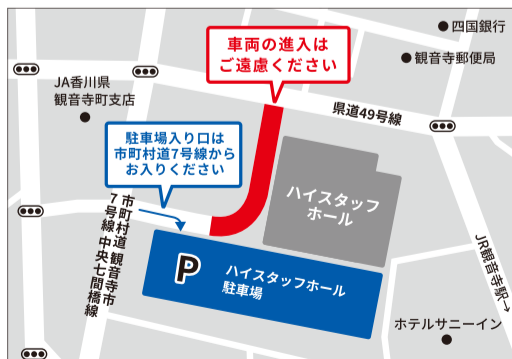 四国銀行
車両の進入は
ご遠慮ください
観音寺郵便局
JA香川県
観音寺町支店
県道49号線
駐車場入り口は
市町村道7号線から
お入りください
ハイスタッフ
ホール
市町村道 観音寺市
7号線 中央七間橋線
JR観音寺駅→
P
ハイスタッフホール
駐車場
ホテルサニーイン